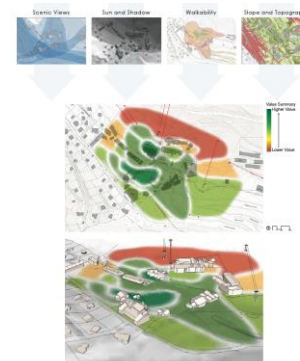 Scenic Views
Sun and Shadow
Walkability
Slope and Topograp
Value Summary
Higher Value
Lower Value